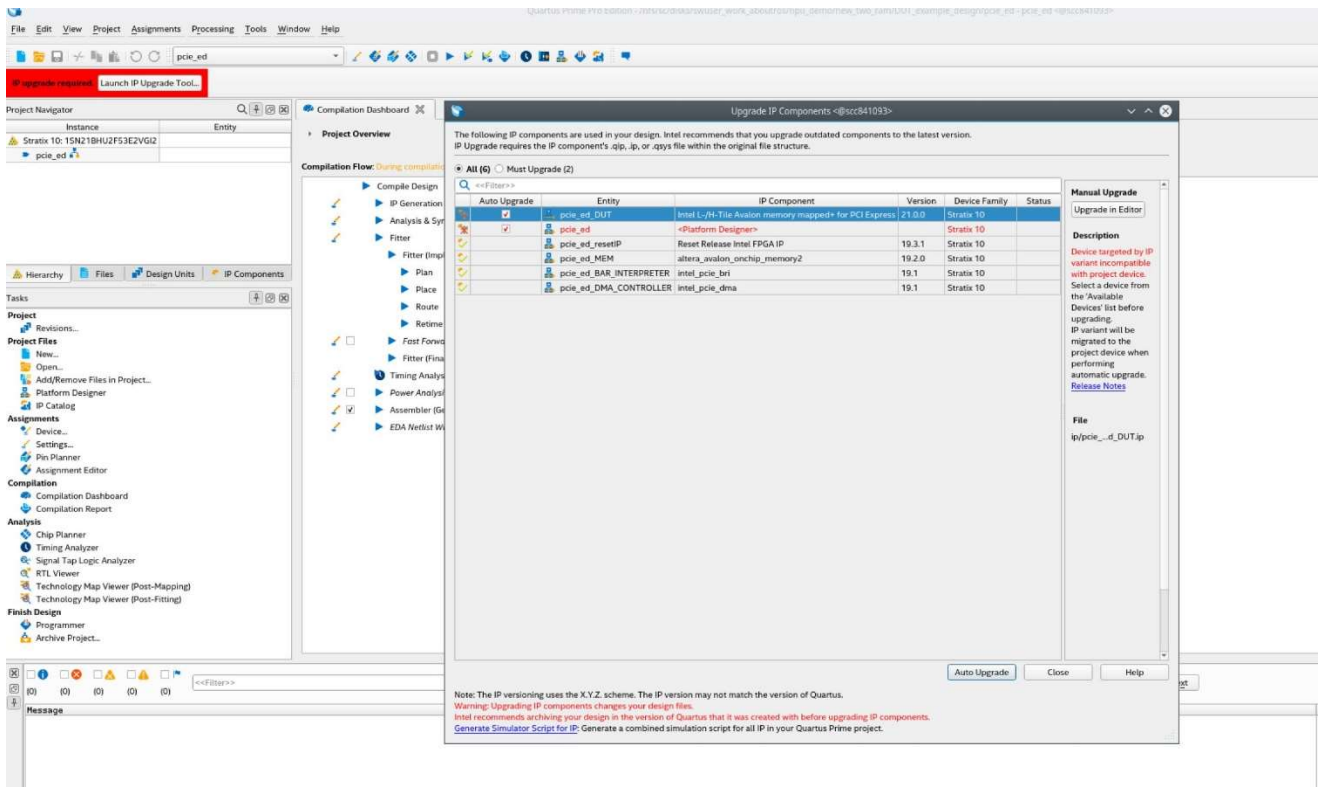 File Edit View Project Assignments Processing Tools Window Help
pcie_ed
IP upgrade required. Launch IP Upgrade Tool...
Project Navigator
Instance Entity
Stratix 10: 1SN21BHU2F53E2VGI2
pcie_ed
Hierarchy Files Design Units IP Components
Tasks
Project
Revisions...
Project Files
New...
Open...
Add/Remove Files in Project...
Platform Designer
IP Catalog
Assignments
Device...
Settings...
Pin Planner
Assignment Editor
Compilation
Compilation Dashboard
Compilation Report
Analysis
Chip Planner
Timing Analyzer
Signal Tap Logic Analyzer
RTL Viewer
Technology Map Viewer (Post-Mapping)
Technology Map Viewer (Post-Fitting)
Finish Design
Programmer
Archive Project...
Compilation Dashboard
Project Overview
Compilation Flow: During compilatio
Compile Design
IP Generation
Analysis & Syr
Fitter
Fitter (Impl
Plan
Place
Route
Retime
Fast Forwa
Fitter (Fina
Timing Analys
Power Analysi
Assembler (Ge
EDA Netlist Wi
Upgrade IP Components <@scc841093>
The following IP components are used in your design. Intel recommends that you upgrade outdated components to the latest version.
IP Upgrade requires the IP component's .qip, .ip, or .qsys file within the original file structure.
All (6) Must Upgrade (2)
<<Filter>>
Auto Upgrade Entity IP Component Version Device Family Status
pcie_ed_DUT Intel L-/H-Tile Avalon memory mapped+ for PCI Express 21.0.0 Stratix 10
pcie_ed <Platform Designer> Stratix 10
pcie_ed_resetIP Reset Release Intel FPGA IP 19.3.1 Stratix 10
pcie_ed_MEM altera_avalon_onchip_memory2 19.2.0 Stratix 10
pcie_ed_BAR_INTERPRETER intel_pcie_bri 19.1 Stratix 10
pcie_ed_DMA_CONTROLLER intel_pcie_dma 19.1 Stratix 10
Manual Upgrade
Upgrade in Editor
Description
Device targeted by IP
variant incompatible
with project device.
Select a device from
the 'Available
Devices' list before
upgrading.
IP variant will be
migrated to the
project device when
performing
automatic upgrade.
Release Notes
File
ip/pcie_...d_DUT.ip
Auto Upgrade Close Help
Note: The IP versioning uses the X.Y.Z. scheme. The IP version may not match the version of Quartus.
Warning: Upgrading IP components changes your design files.
Intel recommends archiving your design in the version of Quartus that it was created with before upgrading IP components.
Generate Simulator Script for IP: Generate a combined simulation script for all IP in your Quartus Prime project.
(0) (0) (0) (0) (0)
<<Filter>>
ext
Message